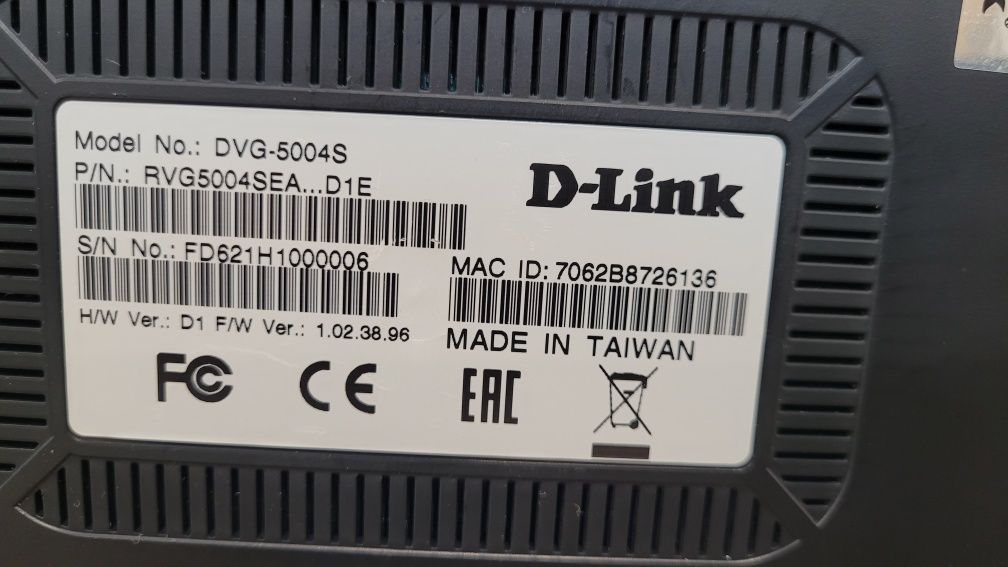 Model No.: DVG-5004S
P/N.: RVG5004SEA...D1E
D-Link
S/N No.: FD621H1000006
MAC ID: 7062B8726136
H/W Ver.: D1 F/W Ver.: 1.02.38.96
MADE IN TAIWAN
FC CE EAC